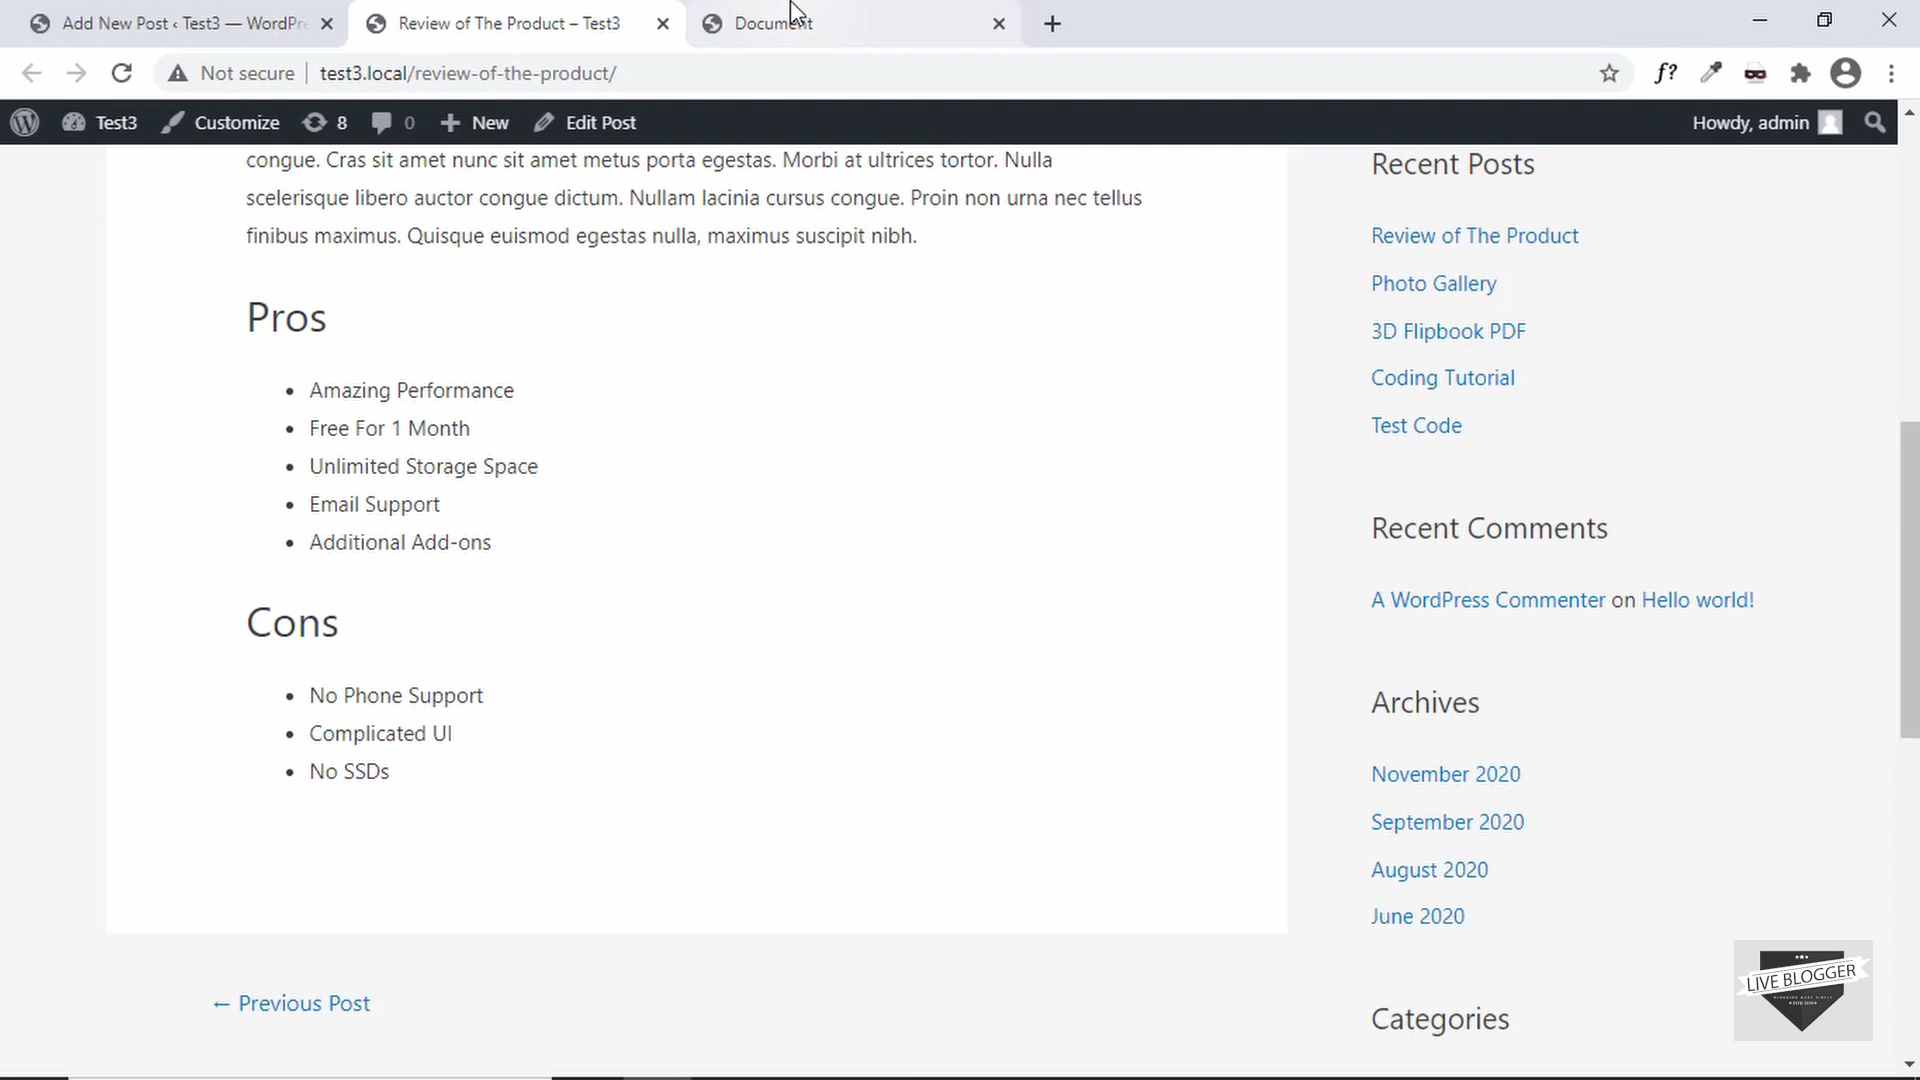 Add New Post ‹ Test3 — WordPr
Review of The Product – Test3
Document
Not secure
test3.local/review-of-the-product/
f?
Test3
Customize
8
0
New
Edit Post
Howdy, admin
congue. Cras sit amet nunc sit amet metus porta egestas. Morbi at ultrices tortor. Nulla
scelerisque libero auctor congue dictum. Nullam lacinia cursus congue. Proin non urna nec tellus
finibus maximus. Quisque euismod egestas nulla, maximus suscipit nibh.
Pros
• Amazing Performance
• Free For 1 Month
• Unlimited Storage Space
• Email Support
• Additional Add-ons
Cons
• No Phone Support
• Complicated UI
• No SSDs
← Previous Post
Recent Posts
Review of The Product
Photo Gallery
3D Flipbook PDF
Coding Tutorial
Test Code
Recent Comments
A WordPress Commenter on Hello world!
Archives
November 2020
September 2020
August 2020
June 2020
Categories
LIVE BLOGGER